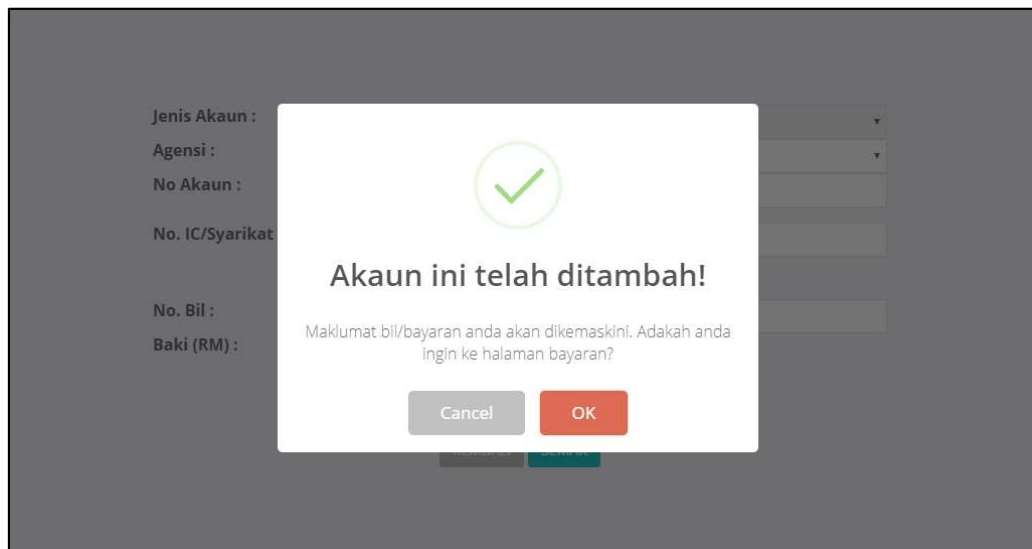 Jenis Akaun :
Agensi :
No Akaun :
No. IC/Syarikat
No. Bil :
Baki (RM) :
Akaun ini telah ditambah!
Maklumat bil/bayaran anda akan dikemaskini. Adakah anda
ingin ke halaman bayaran?
Cancel OK